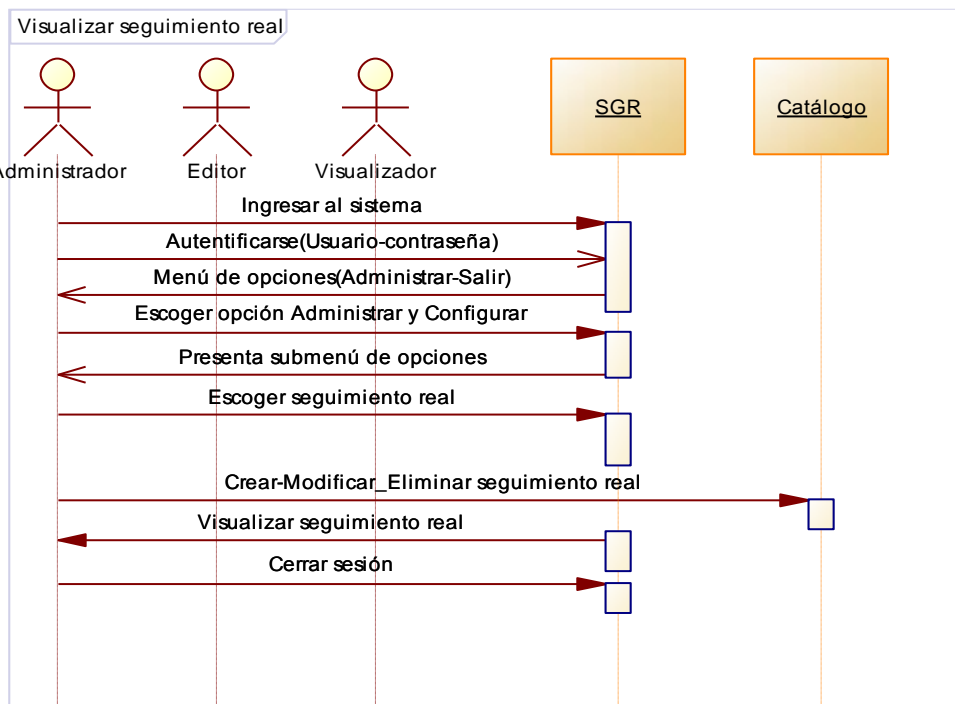 Visualizar seguimiento real
SGR
Catálogo
dministrador
Editor
Visualizador
Ingresar al sistema
Autentificarse(Usuario-contraseña)
Menú de opciones(Administrar-Salir)
Escoger opción Administrar y Configurar
Presenta submenú de opciones
Escoger seguimiento real
Crear-Modificar_Eliminar seguimiento real
Visualizar seguimiento real
Cerrar sesión